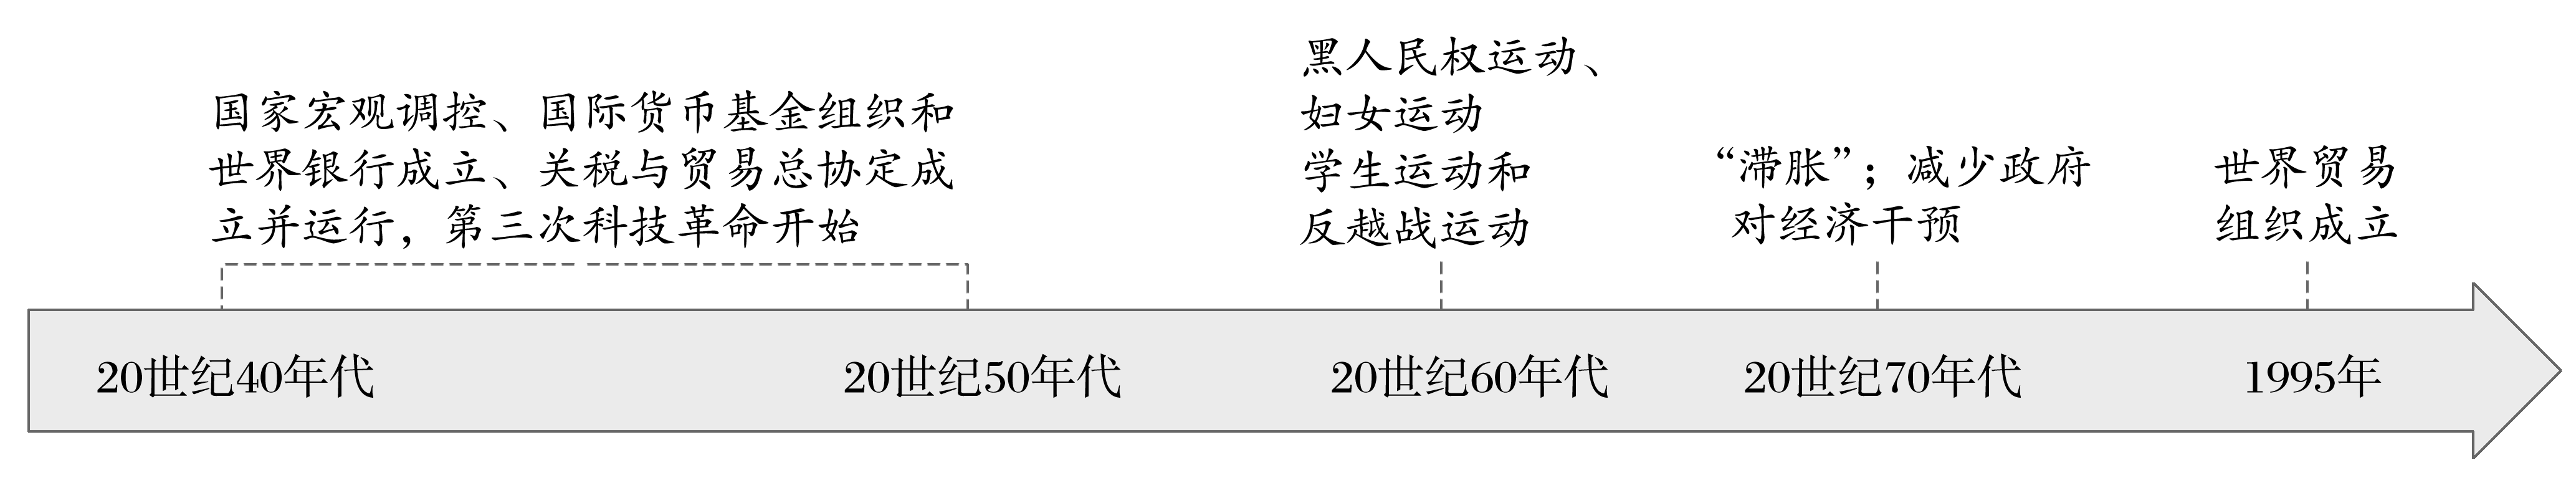 国家宏观调控、国际货币基金组织和
世界银行成立、关税与贸易总协定成
立并运行，第三次科技革命开始
黑人民权运动、
妇女运动
学生运动和
反越战运动
“滞胀”；减少政府
对经济干预
世界贸易
组织成立
20世纪40年代
20世纪50年代
20世纪60年代
20世纪70年代
1995年